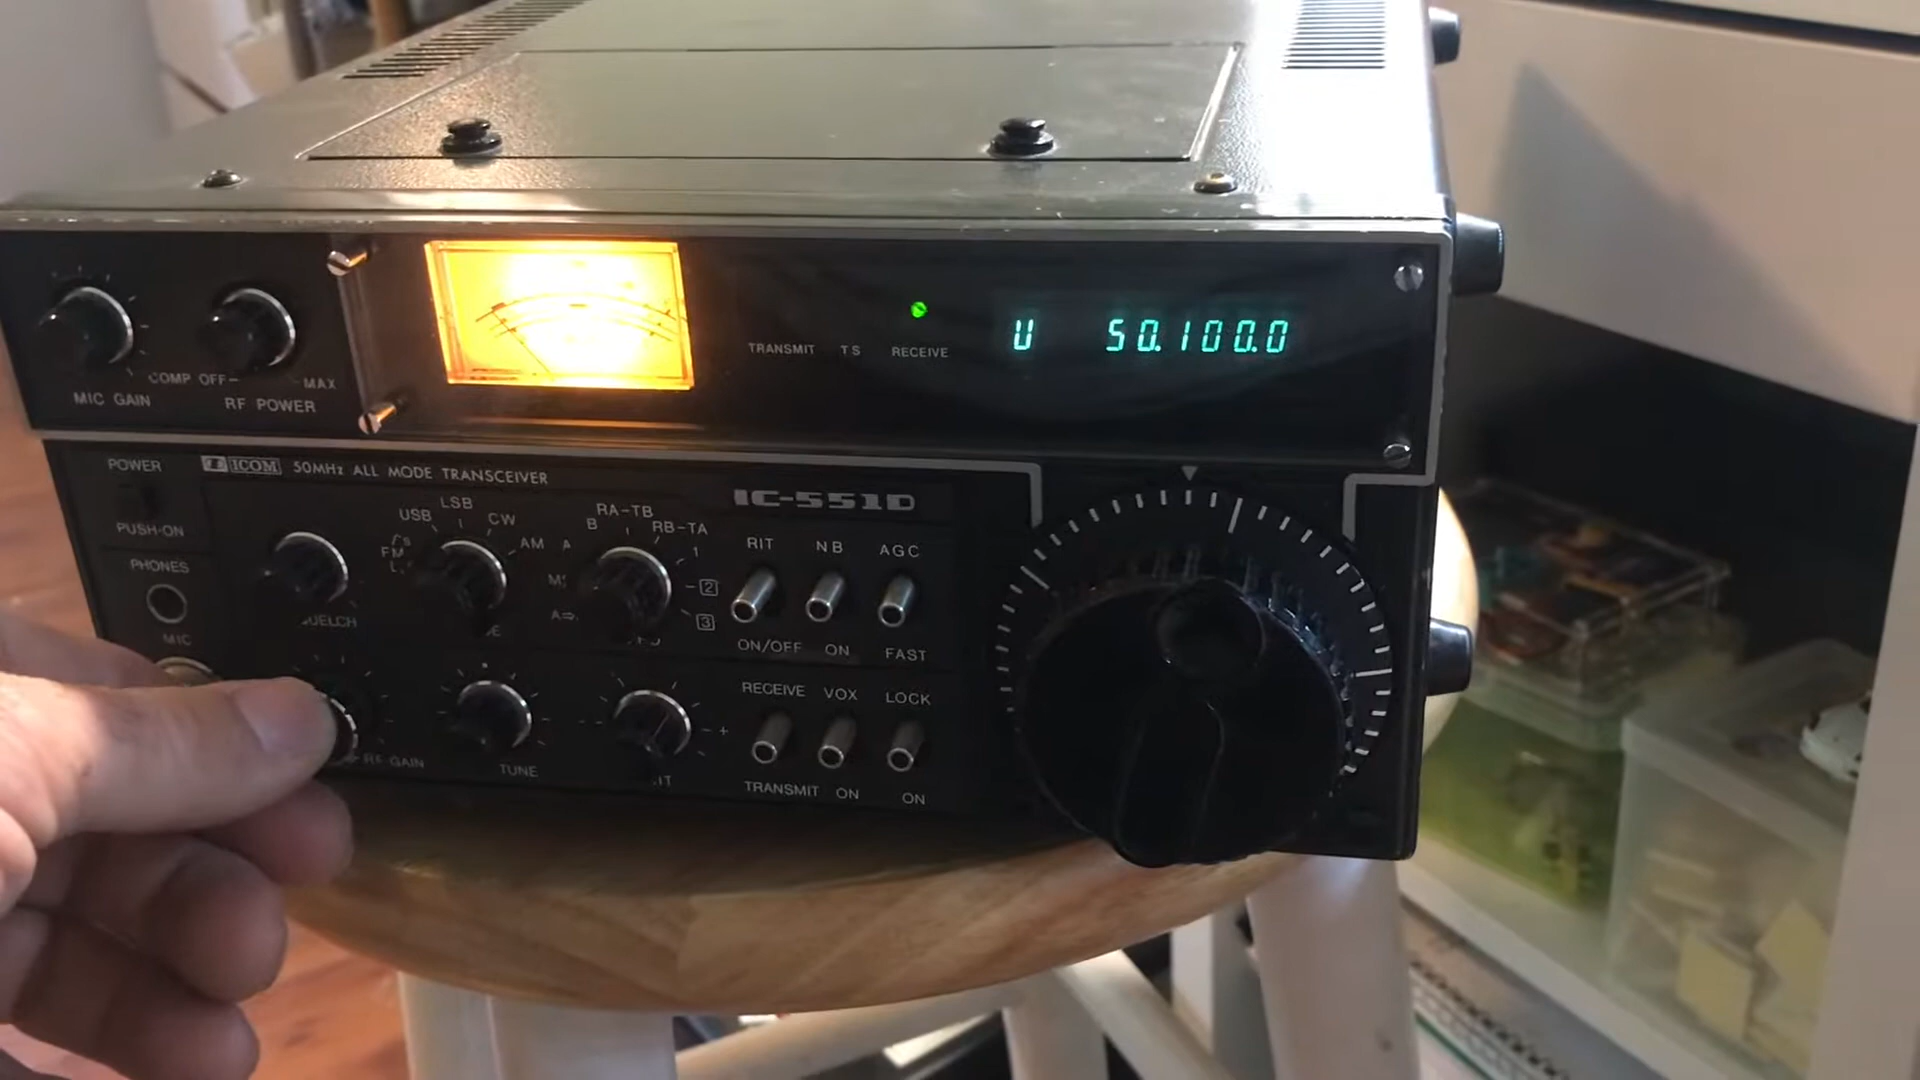 TRANSMIT TS RECEIVE
U 50.100.0
COMP OFF MAX
MIC GAIN RF POWER
POWER
ICOM 50MHz ALL MODE TRANSCEIVER
IC-551D
PUSH-ON
PHONES
MIC
USB LSB CW
FM AM
A B RA-TB RB-TA
1
2
3
RIT NB AGC
ON/OFF ON FAST
RECEIVE VOX LOCK
RF GAIN TUNE
+
TRANSMIT ON ON